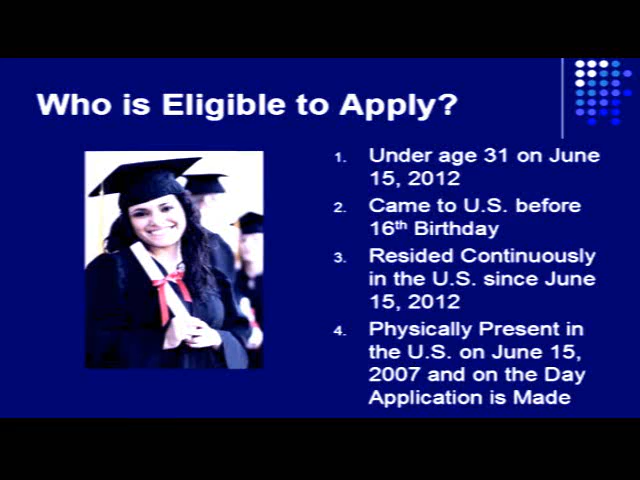 Who is Eligible to Apply?
1. Under age 31 on June
15, 2012
2. Came to U.S. before
16th Birthday
3. Resided Continuously
in the U.S. since June
15, 2012
4. Physically Present in
the U.S. on June 15,
2007 and on the Day
Application is Made